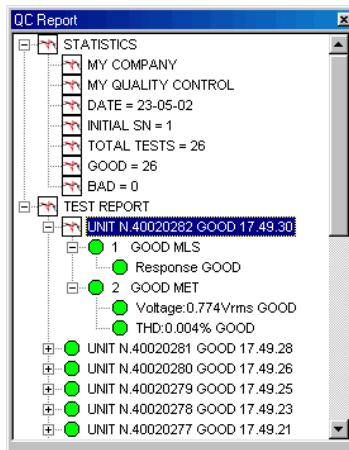 QC Report
STATISTICS
MY COMPANY
MY QUALITY CONTROL
DATE = 23-05-02
INITIAL SN = 1
TOTAL TESTS = 26
GOOD = 26
BAD = 0
TEST REPORT
UNIT N.40020282 GOOD 17.49.30
1 GOOD MLS
Response GOOD
2 GOOD MET
Voltage:0.774Vrms GOOD
THD:0.004% GOOD
UNIT N.40020281 GOOD 17.49.28
UNIT N.40020280 GOOD 17.49.26
UNIT N.40020279 GOOD 17.49.25
UNIT N.40020278 GOOD 17.49.23
UNIT N.40020277 GOOD 17.49.21